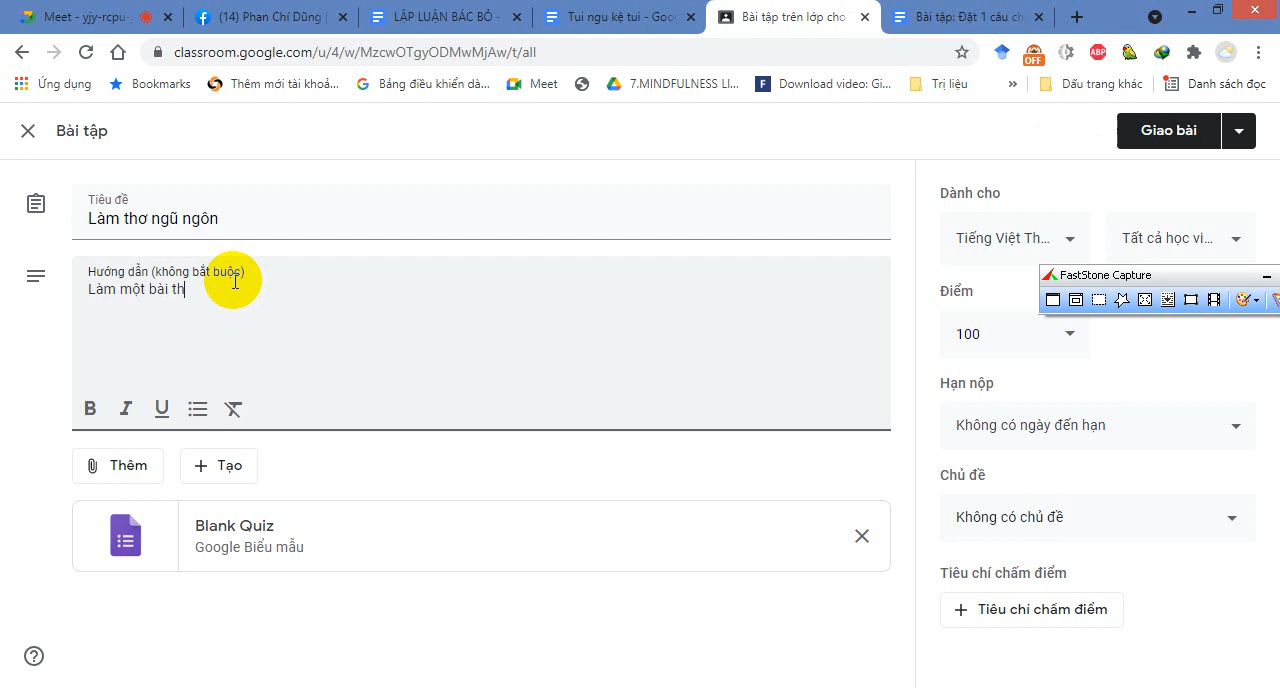 Meet - yjy-rcpu-
(14) Phan Chí Dũng |
LẬP LUẬN BÁC BỎ -
Tui ngu kệ tui - Goo
Bài tập trên lớp cho
Bài tập: Đặt 1 câu ch
classroom.google.com/u/4/w/MzcwOTgyODMwMjAw/t/all
OFF
ABP
Ứng dụng
Bookmarks
Thêm mới tài khoả...
Bảng điều khiển dà...
Meet
7.MINDFULNESS LI...
Download video: Gi...
Trị liệu
»
Dấu trang khác
Danh sách đọc
Bài tập
Giao bài
Tiêu đề
Làm thơ ngũ ngôn
Hướng dẫn (không bắt buộc)
Làm một bài th
B I U
Thêm
Tạo
Blank Quiz
Google Biểu mẫu
Dành cho
Tiếng Việt Th...
Tất cả học vi...
FastStone Capture
Điểm
100
Hạn nộp
Không có ngày đến hạn
Chủ đề
Không có chủ đề
Tiêu chí chấm điểm
Tiêu chí chấm điểm